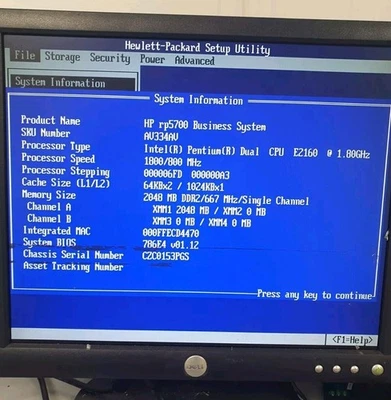 Hewlett-Packard Setup Utility
File Storage Security Power Advanced
System Information
System Information
Product Name HP rp5700 Business System
SKU Number AV334AV
Processor Type Intel(R) Pentium(R) Dual CPU E2160 @ 1.80GHz
Processor Speed 1800/800 MHz
Processor Stepping 000006FD 000000A3
Cache Size (L1/L2) 64KBx2 / 1024KBx1
Memory Size 2048 MB DDR2/667 MHz/Single Channel
Channel A XMM1 2048 MB / XMM2 0 MB
Channel B XMM3 0 MB / XMM4 0 MB
Integrated MAC 000FFECD4470
System BIOS 786E4 v01.12
Chassis Serial Number CZC0153PGS
Asset Tracking Number
Press any key to continue
<F1=Help>
DELL